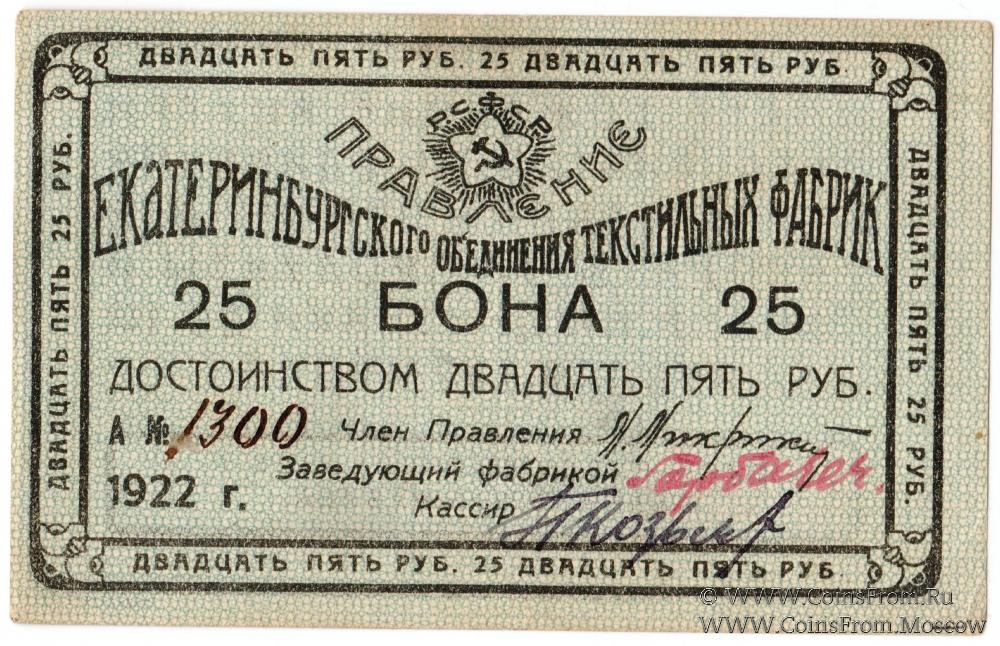 ДВАДЦАТЬ ПЯТЬ РУБ. 25 ДВАДЦАТЬ ПЯТЬ РУБ.
Р.С.Ф.С.Р.
ПРАВЛЕНИЕ
ЕКАТЕРИНБУРГСКОГО ОБЪЕДИНЕНИЯ ТЕКСТИЛЬНЫХ ФАБРИК
25 БОНА 25
ДОСТОИНСТВОМ ДВАДЦАТЬ ПЯТЬ РУБ.
А № 1300 Член Правления
Заведующий фабрикой
1922 г.
Кассир
ДВАДЦАТЬ ПЯТЬ 25 РУБ.
ДВАДЦАТЬ ПЯТЬ 25 РУБ.
ДВАДЦАТЬ ПЯТЬ РУБ. 25 ДВАДЦАТЬ ПЯТЬ РУБ.
© WWW.CoinsFrom.Ru
WWW.CoinsFrom.Moscow